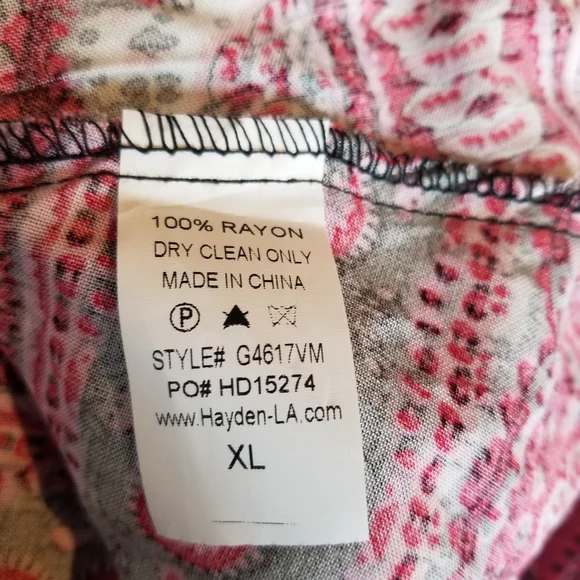 100% RAYON
DRY CLEAN ONLY
MADE IN CHINA
P
STYLE# G4617VM
PO# HD15274
www.Hayden-LA.com
XL